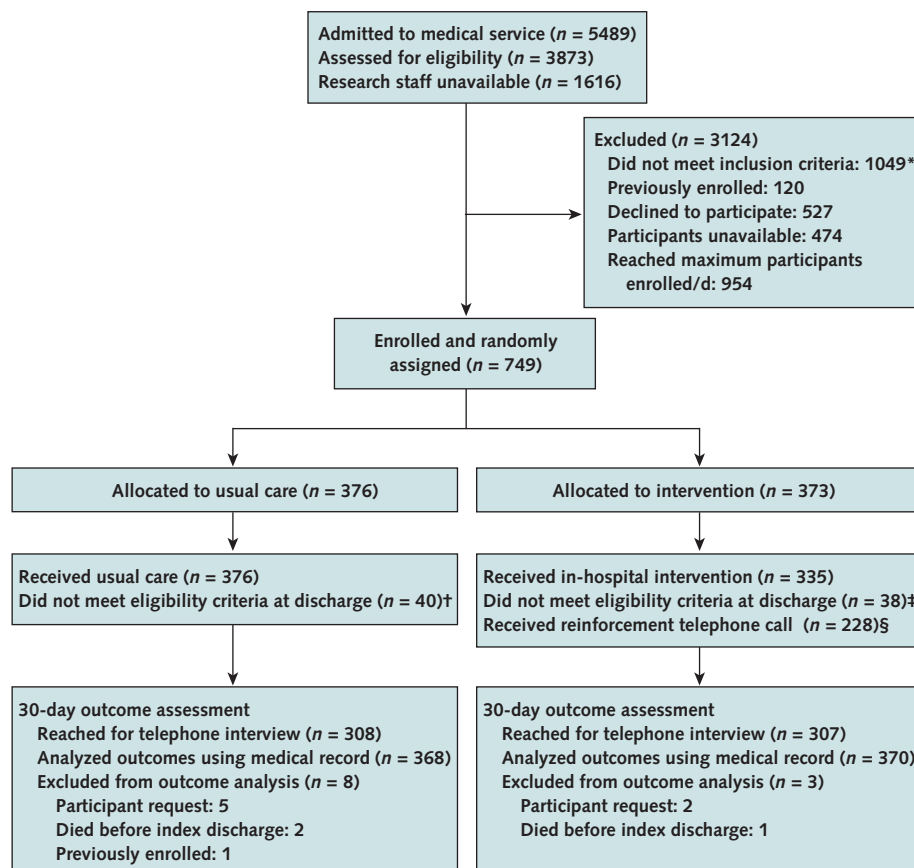 Admitted to medical service (n = 5489)
Assessed for eligibility (n = 3873)
Research staff unavailable (n = 1616)
Excluded (n = 3124)
Did not meet inclusion criteria: 1049*
Previously enrolled: 120
Declined to participate: 527
Participants unavailable: 474
Reached maximum participants
enrolled/d: 954
Enrolled and randomly
assigned (n = 749)
Allocated to usual care (n = 376)
Allocated to intervention (n = 373)
Received usual care (n = 376)
Did not meet eligibility criteria at discharge (n = 40)†
Received in-hospital intervention (n = 335)
Did not meet eligibility criteria at discharge (n = 38)‡
Received reinforcement telephone call (n = 228)§
30-day outcome assessment
Reached for telephone interview (n = 308)
Analyzed outcomes using medical record (n = 368)
Excluded from outcome analysis (n = 8)
Participant request: 5
Died before index discharge: 2
Previously enrolled: 1
30-day outcome assessment
Reached for telephone interview (n = 307)
Analyzed outcomes using medical record (n = 370)
Excluded from outcome analysis (n = 3)
Participant request: 2
Died before index discharge: 1